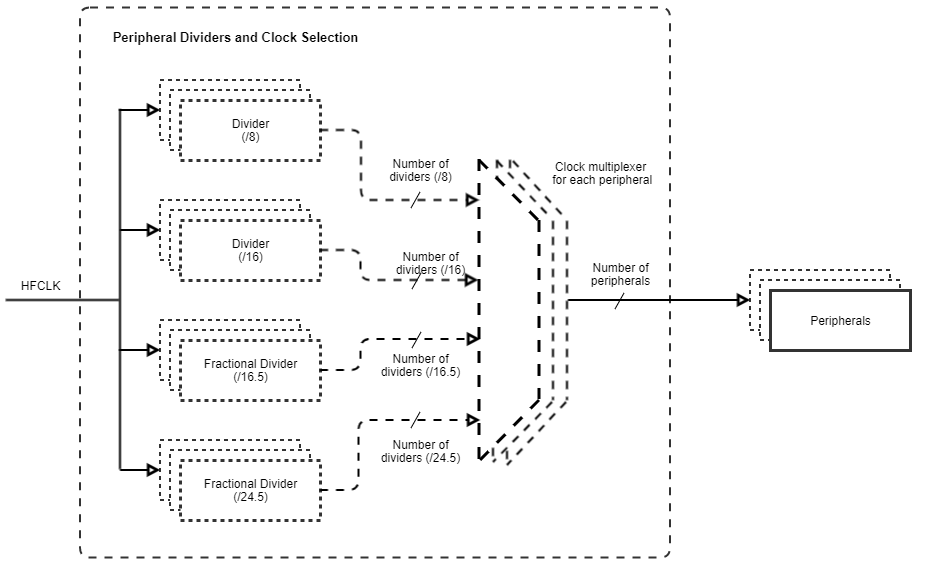 Peripheral Dividers and Clock Selection
Divider
(/8)
Number of
dividers (/8)
Clock multiplexer
for each peripheral
Divider
(/16)
Number of
dividers (/16)
HFCLK
Number of
peripherals
Peripherals
Fractional Divider
(/16.5)
Number of
dividers (/16.5)
Fractional Divider
(/24.5)
Number of
dividers (/24.5)